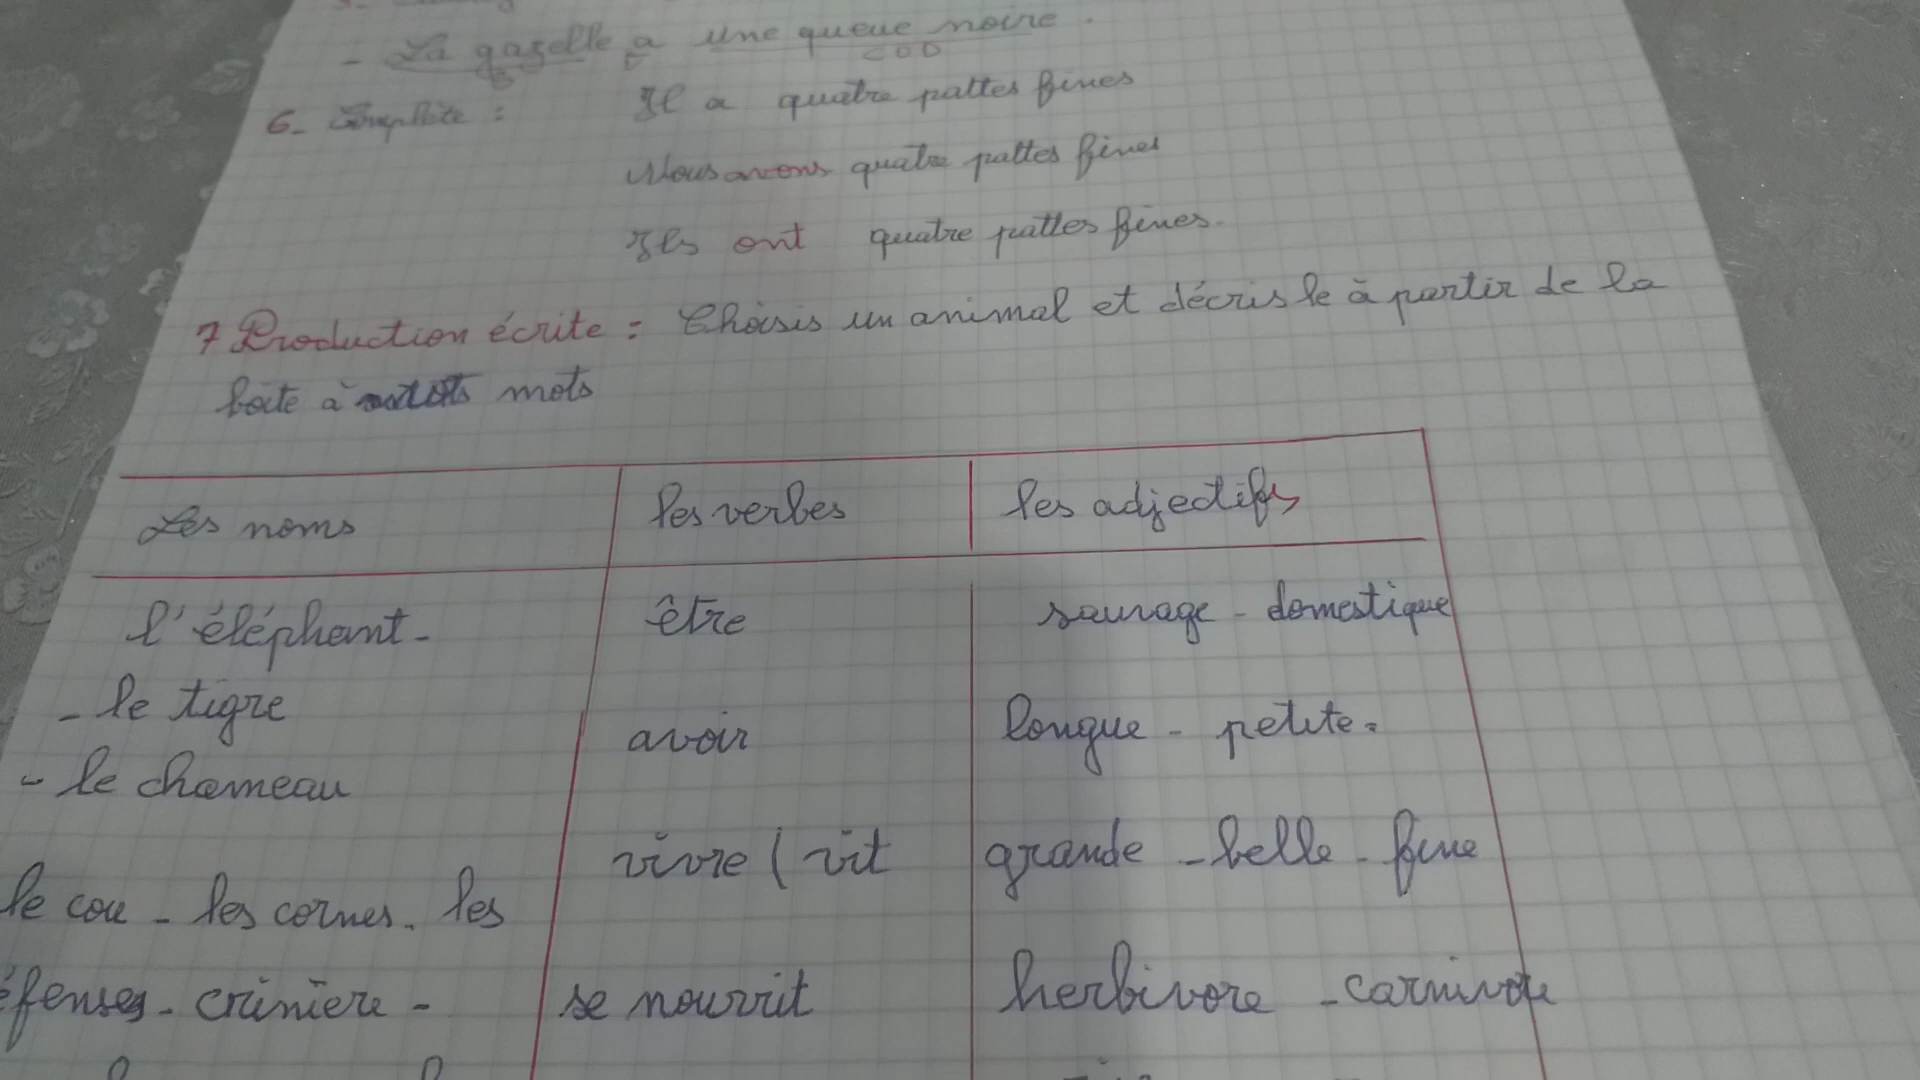 - La gazelle a une queue noire.
COD
6- Complète : Il a quatre pattes fines
Nous avons quatre pattes fines
Ils ont quatre pattes fines.
7 Production écrite : Choisis un animal et décris le à partir de la
boite à mots
Les noms les verbes les adjectifs
l'éléphant- être sauvage - domestique
- le tigre avoir longue - petite.
- le chameau
vivre ( vit grande - belle - fine
le cou - les cornes. les
éfenses - crinière - se nourrit herbivore - carnivore